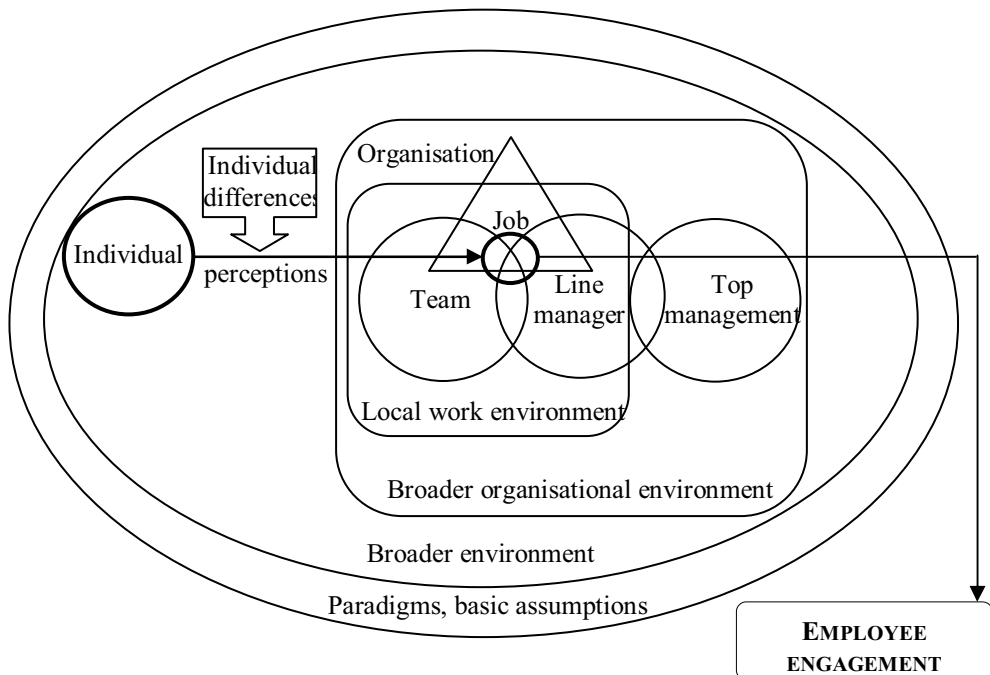 Organisation
Individual
differences
Job
Individual
perceptions
Team
Line
manager
Top
management
Local work environment
Broader organisational environment
Broader environment
Paradigms, basic assumptions
EMPLOYEE
ENGAGEMENT